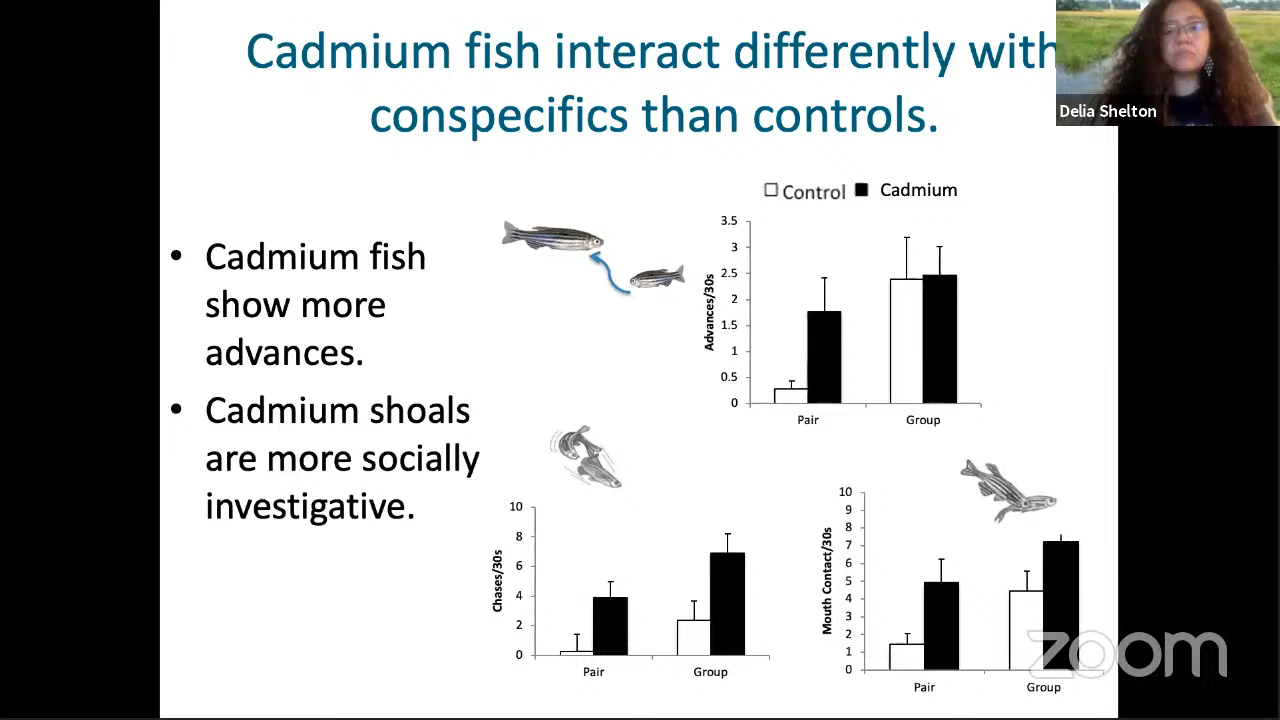 Cadmium fish interact differently with
conspecifics than controls.
Delia Shelton
• Cadmium fish
show more
advances.
• Cadmium shoals
are more socially
investigative.
Control Cadmium
Advances/30s
3.5
3
2.5
2
1.5
1
0.5
0
Pair Group
Chases/30s
10
8
6
4
2
0
Pair Group
Mouth Contact/30s
10
9
8
7
6
5
4
3
2
1
0
Pair Group
zoom